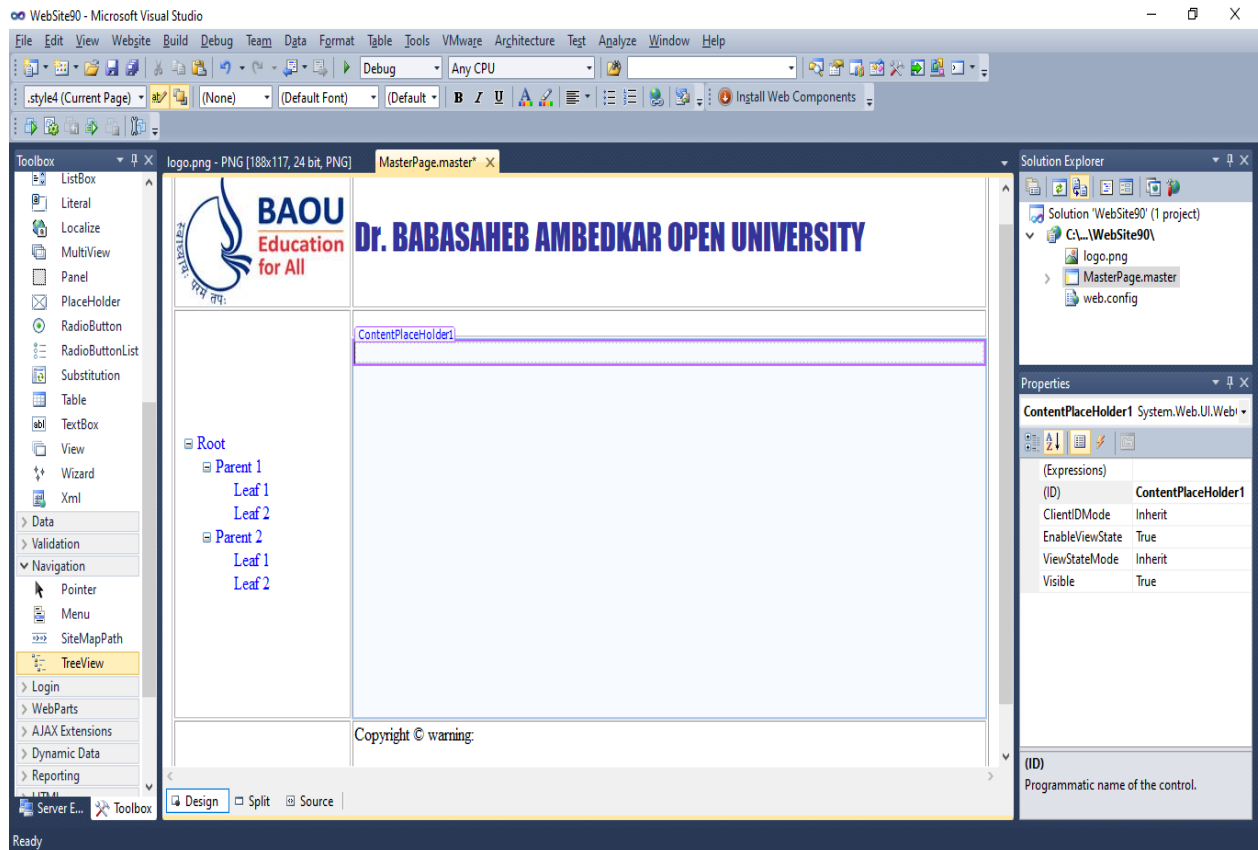 WebSite90 - Microsoft Visual Studio
File Edit View Website Build Debug Team Data Format Table Tools VMware Architecture Test Analyze Window Help
Debug Any CPU
.style4 (Current Page) (None) (Default Font) (Default B I U A Install Web Components
Toolbox
ListBox
Literal
Localize
MultiView
Panel
PlaceHolder
RadioButton
RadioButtonList
Substitution
Table
TextBox
View
Wizard
Xml
Data
Validation
Navigation
Pointer
Menu
SiteMapPath
TreeView
Login
WebParts
AJAX Extensions
Dynamic Data
Reporting
Server E... Toolbox
logo.png - PNG [188x117, 24 bit, PNG] MasterPage.master* X
BAOU
Education
for All
स्वाध्यायः परमं तपः
Dr. BABASAHEB AMBEDKAR OPEN UNIVERSITY
ContentPlaceHolder1
Root
Parent 1
Leaf 1
Leaf 2
Parent 2
Leaf 1
Leaf 2
Copyright © warning:
Design Split Source
Solution Explorer
Solution 'WebSite90' (1 project)
C:\...\WebSite90\
logo.png
MasterPage.master
web.config
Properties
ContentPlaceHolder1 System.Web.UI.Web
(Expressions)
(ID) ContentPlaceHolder1
ClientIDMode Inherit
EnableViewState True
ViewStateMode Inherit
Visible True
(ID)
Programmatic name of the control.
Ready